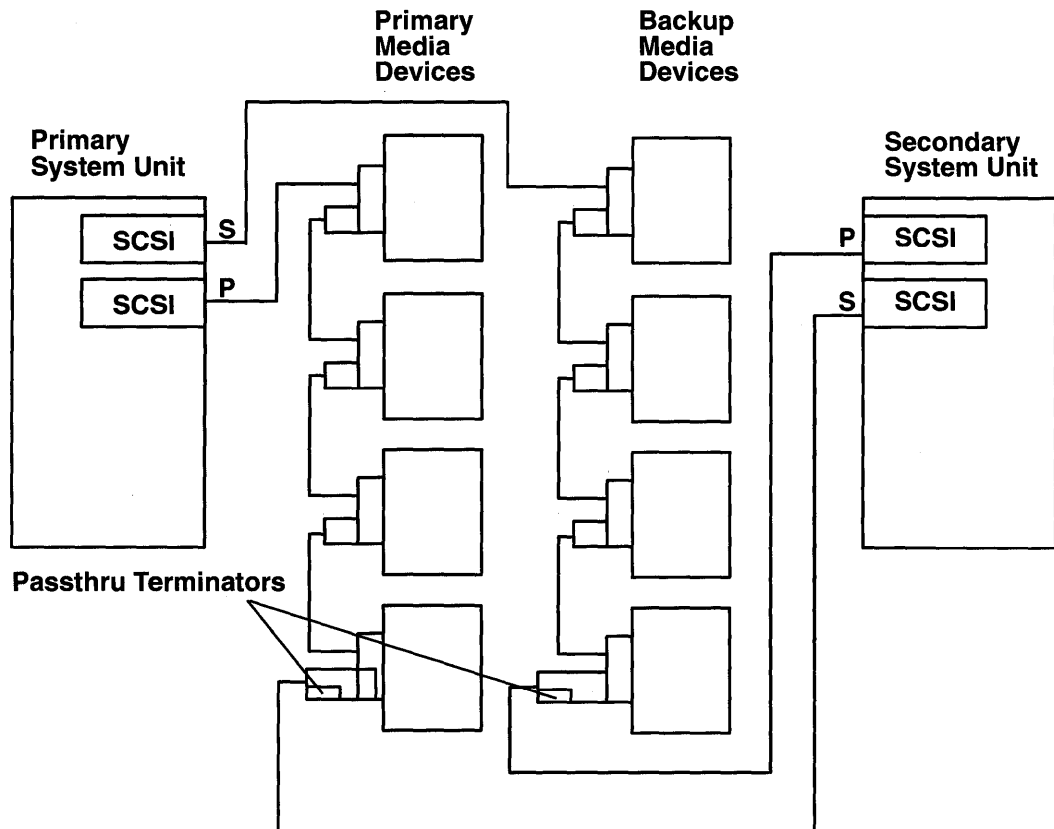 Primary
Media
Devices
Backup
Media
Devices
Primary
System Unit
Secondary
System Unit
SCSI
S
SCSI
P
P
SCSI
S
SCSI
Passthru Terminators